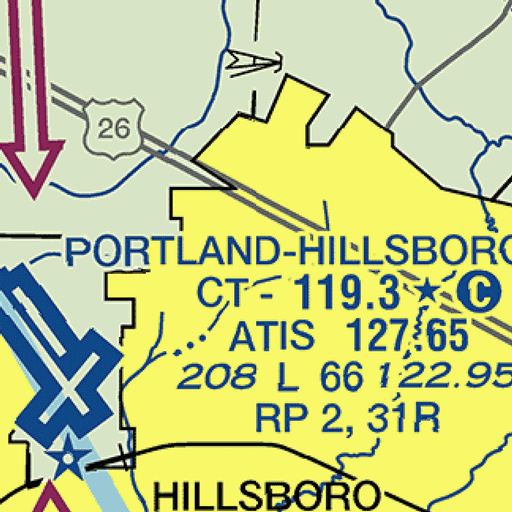 26
PORTLAND-HILLSBORO
CT - 119.3 ★ C
ATIS 127.65
208 L 66 122.95
RP 2, 31R
HILLSBORO